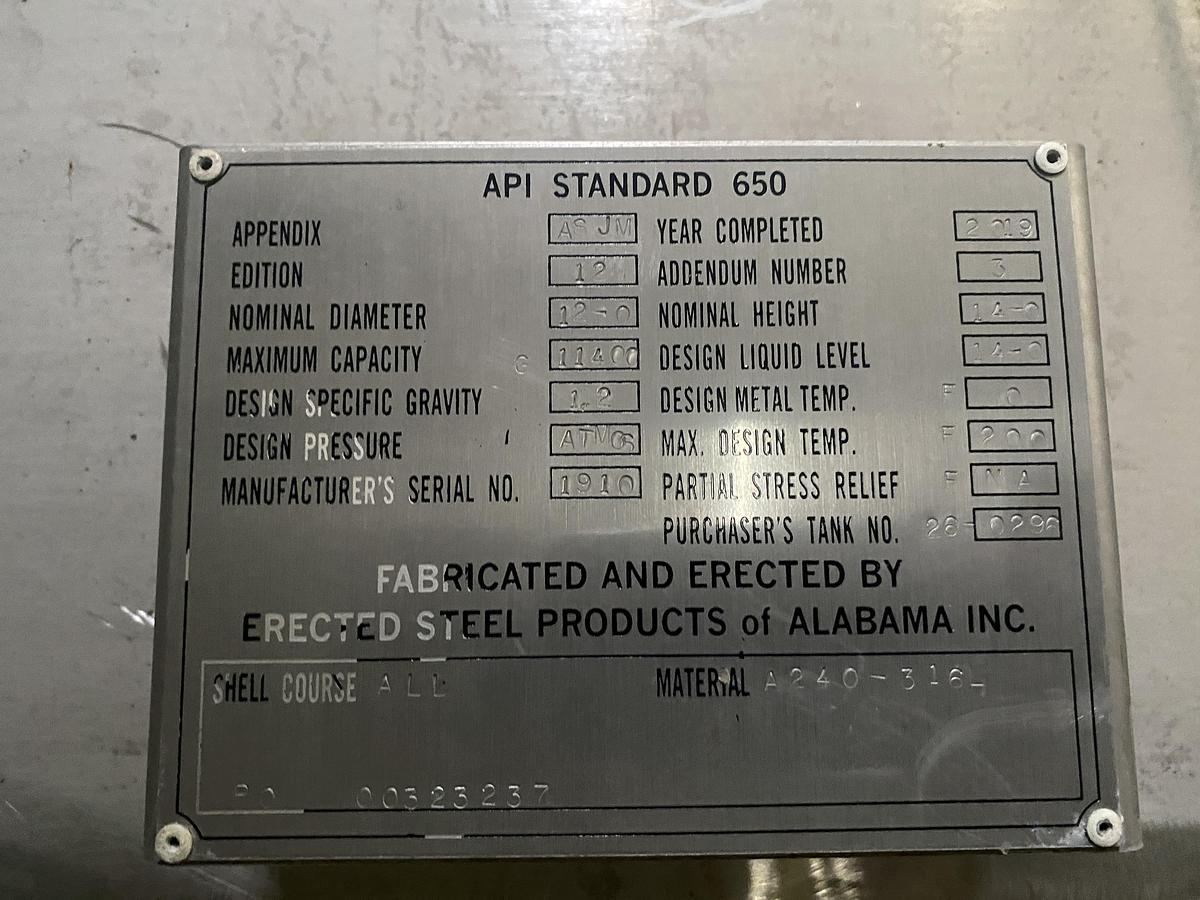 API STANDARD 650
APPENDIX AS JM YEAR COMPLETED 2019
EDITION 12 ADDENDUM NUMBER 3
NOMINAL DIAMETER 12-0 NOMINAL HEIGHT 14-0
MAXIMUM CAPACITY G 11400 DESIGN LIQUID LEVEL 14-0
DESIGN SPECIFIC GRAVITY 1.2 DESIGN METAL TEMP. F 0
DESIGN PRESSURE ATMOS MAX. DESIGN TEMP. F 200
MANUFACTURER'S SERIAL NO. 1910 PARTIAL STRESS RELIEF F NA
PURCHASER'S TANK NO. 26-0296
FABRICATED AND ERECTED BY
ERECTED STEEL PRODUCTS of ALABAMA INC.
SHELL COURSE ALL MATERIAL A240-316L
PO 00323237